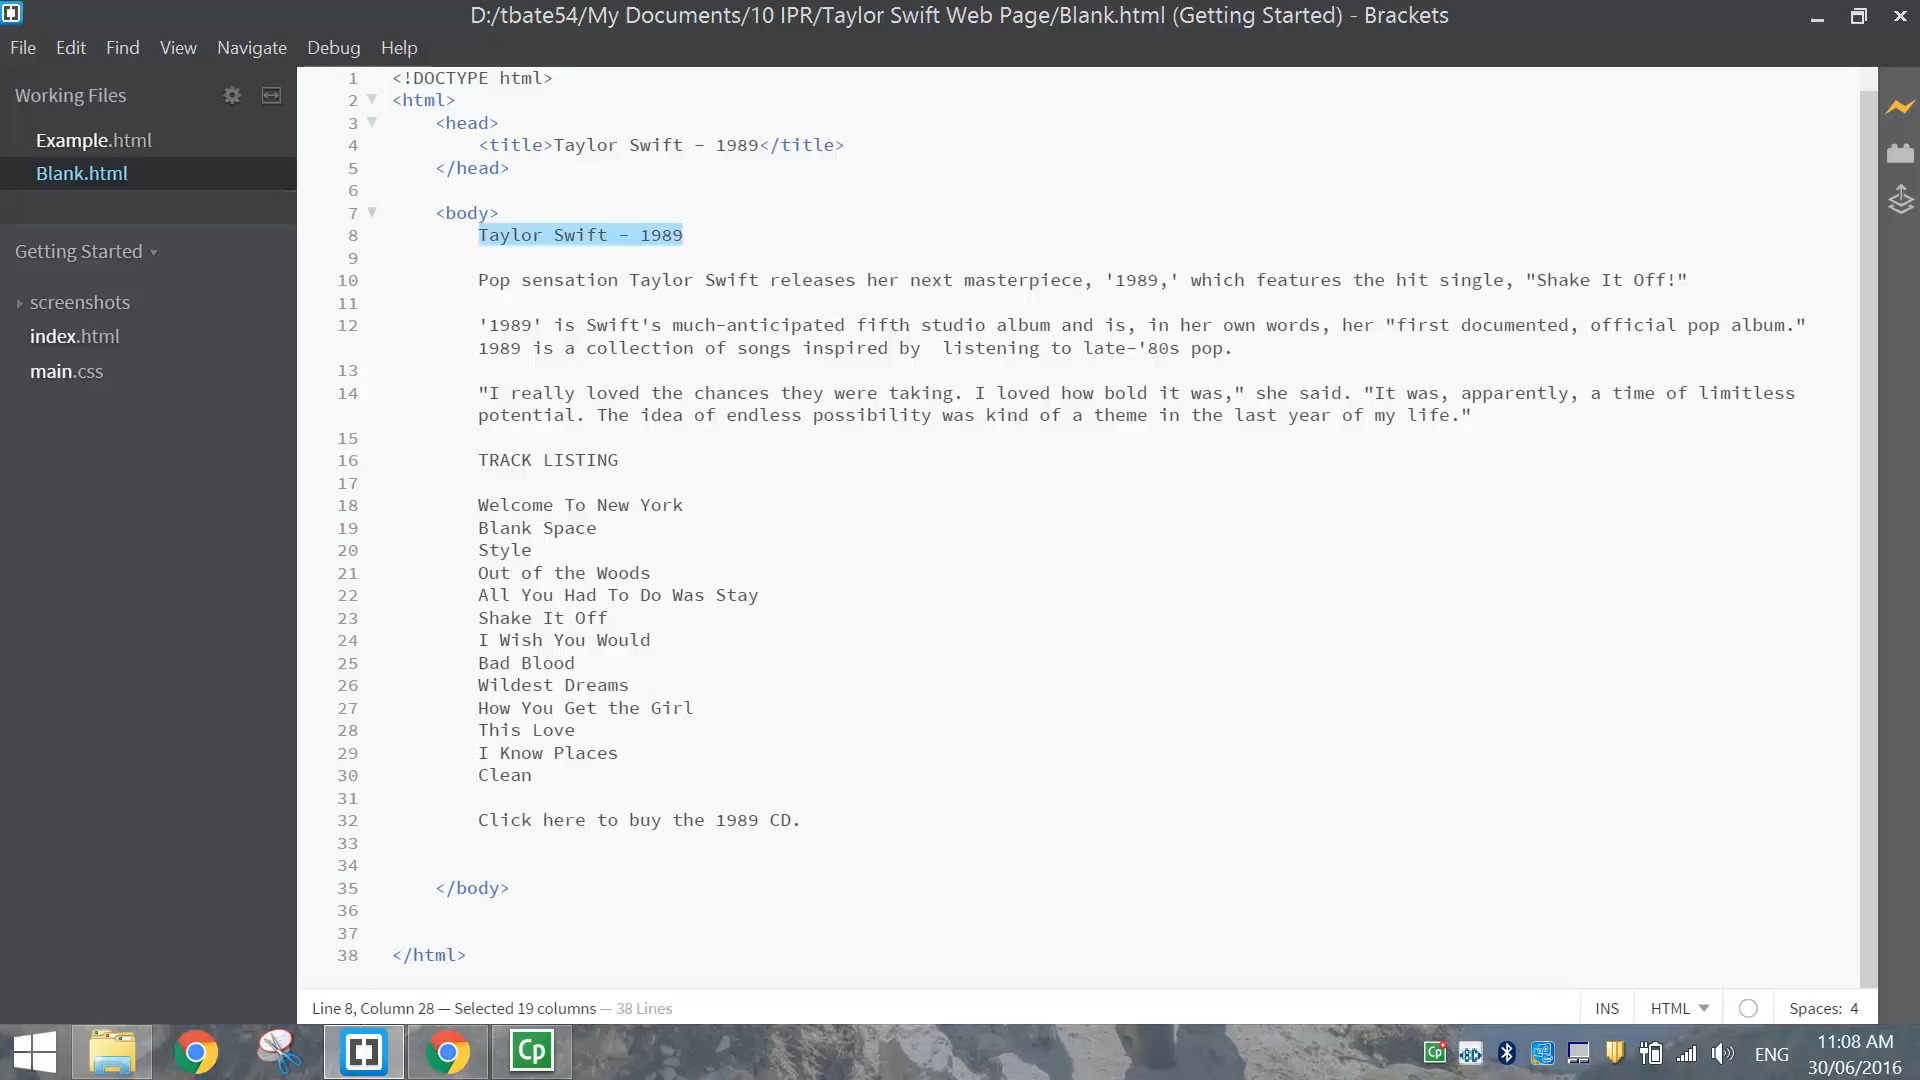 D:/tbate54/My Documents/10 IPR/Taylor Swift Web Page/Blank.html (Getting Started) - Brackets
File Edit Find View Navigate Debug Help
Working Files
Example.html
Blank.html
Getting Started
screenshots
index.html
main.css
1 <!DOCTYPE html>
2 <html>
3 <head>
4 <title>Taylor Swift - 1989</title>
5 </head>
6
7 <body>
8 Taylor Swift - 1989
9
10 Pop sensation Taylor Swift releases her next masterpiece, '1989,' which features the hit single, "Shake It Off!"
11
12 '1989' is Swift's much-anticipated fifth studio album and is, in her own words, her "first documented, official pop album."
1989 is a collection of songs inspired by  listening to late-'80s pop.
13
14 "I really loved the chances they were taking. I loved how bold it was," she said. "It was, apparently, a time of limitless
potential. The idea of endless possibility was kind of a theme in the last year of my life."
15
16 TRACK LISTING
17
18 Welcome To New York
19 Blank Space
20 Style
21 Out of the Woods
22 All You Had To Do Was Stay
23 Shake It Off
24 I Wish You Would
25 Bad Blood
26 Wildest Dreams
27 How You Get the Girl
28 This Love
29 I Know Places
30 Clean
31
32 Click here to buy the 1989 CD.
33
34
35 </body>
36
37
38 </html>
Line 8, Column 28 — Selected 19 columns — 38 Lines
INS HTML Spaces: 4
Cp
Cp ENG 11:08 AM
30/06/2016